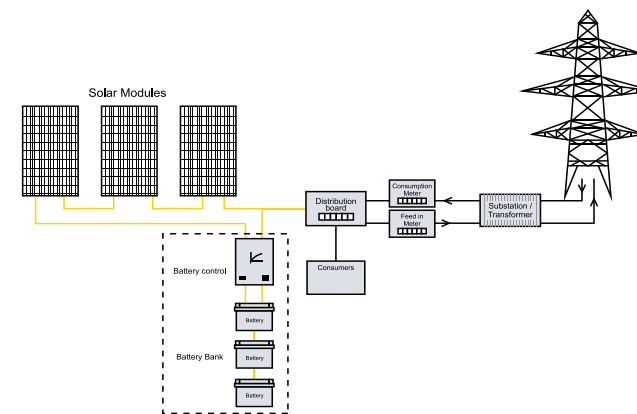 Solar Modules
Consumption
Meter
Distribution
board
Feed in
Meter
Substation /
Transformer
Battery control
Consumers
Battery
Battery Bank
Battery
Battery